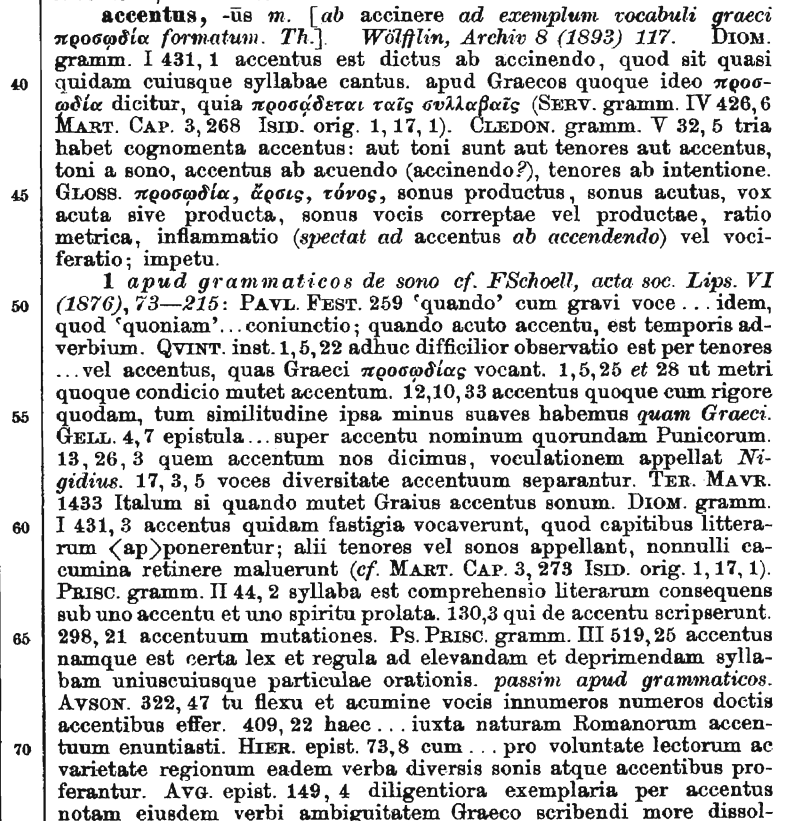 accentus, -ūs m. [ab accinere ad exemplum vocabuli graeci
προσῳδία formatum. Th.]. Wölfflin, Archiv 8 (1893) 117. DIOM.
gramm. I 431, 1 accentus est dictus ab accinendo, quod sit quasi
40 quidam cuiusque syllabae cantus. apud Graecos quoque ideo προσ-
ῳδία dicitur, quia προσᾴδεται ταῖς συλλαβαῖς (SERV. gramm. IV 426, 6
MART. CAP. 3, 268 ISID. orig. 1, 17, 1). CLEDON. gramm. V 32, 5 tria
habet cognomenta accentus: aut toni sunt aut tenores aut accentus,
toni a sono, accentus ab acuendo (accinendo?), tenores ab intentione.
45 GLOSS. προσῳδία, ἄρσις, τόνος, sonus productus, sonus acutus, vox
acuta sive producta, sonus vocis correptae vel productae, ratio
metrica, inflammatio (spectat ad accentus ab accendendo) vel voci-
feratio; impetu.
1 apud grammaticos de sono cf. FSchoell, acta soc. Lips. VI
50 (1876), 73—215: PAVL. FEST. 259 ‘quando’ cum gravi voce ... idem,
quod ‘quoniam’... coniunctio; quando acuto accentu, est temporis ad-
verbium. QVINT. inst. 1, 5, 22 adhuc difficilior observatio est per tenores
... vel accentus, quas Graeci προσῳδίας vocant. 1, 5, 25 et 28 ut metri
quoque condicio mutet accentum. 12, 10, 33 accentus quoque cum rigore
55 quodam, tum similitudine ipsa minus suaves habemus quam Graeci.
GELL. 4, 7 epistula ... super accentu nominum quorundam Punicorum.
13, 26, 3 quem accentum nos dicimus, voculationem appellat Ni-
gidius. 17, 3, 5 voces diversitate accentuum separantur. TER. MAVR.
1433 Italum si quando mutet Graius accentus sonum. DIOM. gramm.
60 I 431, 3 accentus quidam fastigia vocaverunt, quod capitibus littera-
rum <ap>ponerentur; alii tenores vel sonos appellant, nonnulli ca-
cumina retinere maluerunt (cf. MART. CAP. 3, 273 ISID. orig. 1, 17, 1).
PRISC. gramm. II 44, 2 syllaba est comprehensio literarum consequens
sub uno accentu et uno spiritu prolata. 130, 3 qui de accentu scripserunt.
65 298, 21 accentuum mutationes. PS. PRISC. gramm. III 519, 25 accentus
namque est certa lex et regula ad elevandam et deprimendam sylla-
bam uniuscuiusque particulae orationis. passim apud grammaticos.
AVSON. 322, 47 tu flexu et acumine vocis innumeros numeros doctis
accentibus effer. 409, 22 haec ... iuxta naturam Romanorum accen-
70 tuum enuntiasti. HIER. epist. 73, 8 cum ... pro voluntate lectorum ac
varietate regionum eadem verba diversis sonis atque accentibus pro-
ferantur. AVG. epist. 149, 4 diligentiora exemplaria per accentus
notam eiusdem verbi ambiguitatem Graeco scribendi more dissol-